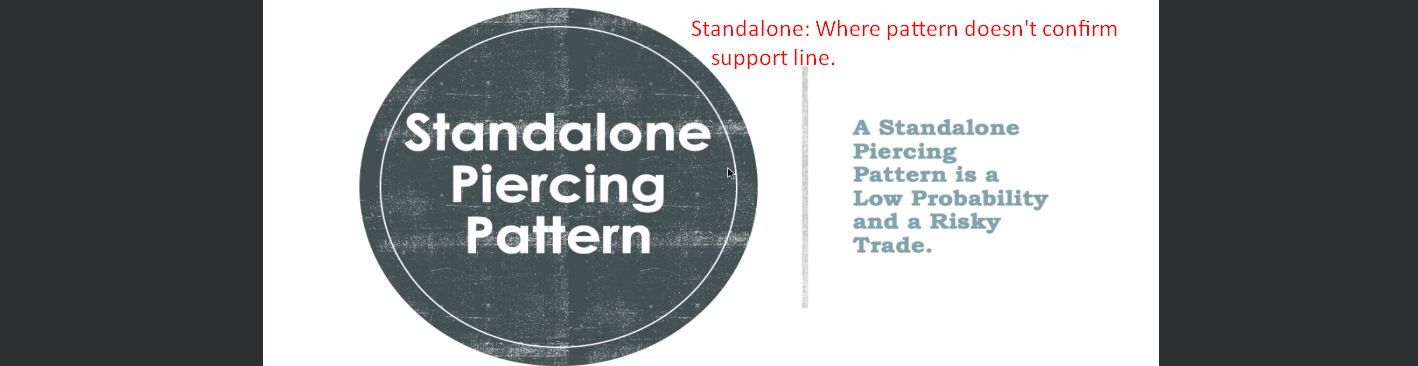 Standalone: Where pattern doesn't confirm
support line.
Standalone
Piercing
Pattern
A Standalone
Piercing
Pattern is a
Low Probability
and a Risky
Trade.